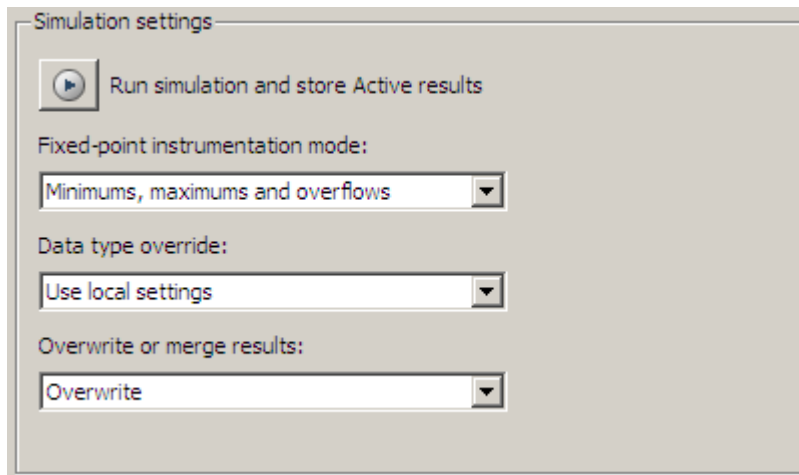 Simulation settings
Run simulation and store Active results
Fixed-point instrumentation mode:
Minimums, maximums and overflows
Data type override:
Use local settings
Overwrite or merge results:
Overwrite